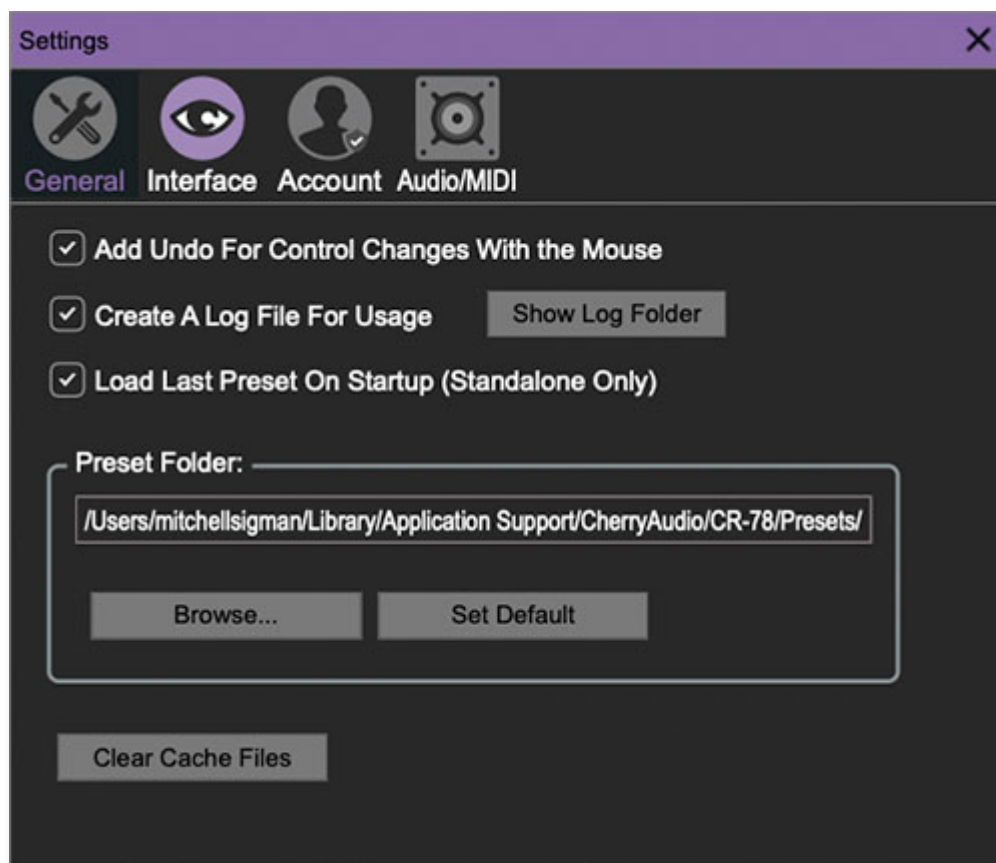 Settings
General Interface Account Audio/MIDI
Add Undo For Control Changes With the Mouse
Create A Log File For Usage Show Log Folder
Load Last Preset On Startup (Standalone Only)
Preset Folder:
/Users/mitchellsigman/Library/Application Support/CherryAudio/CR-78/Presets/
Browse... Set Default
Clear Cache Files